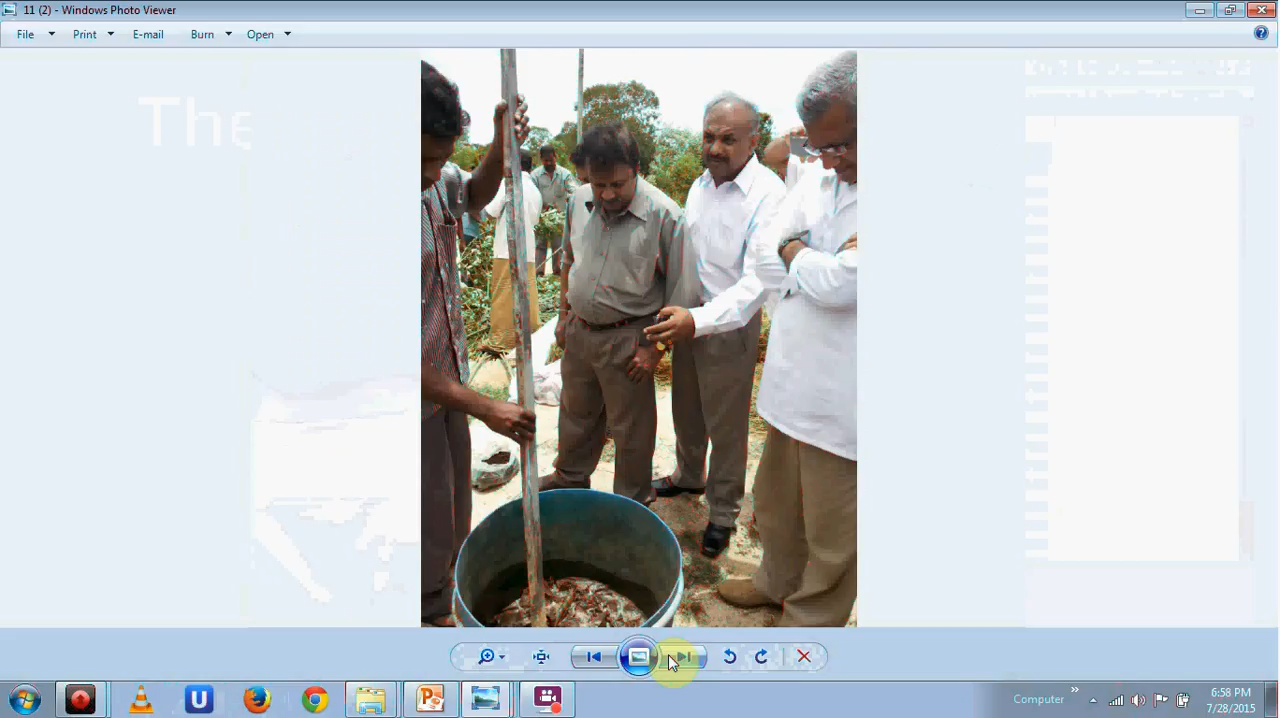 11 (2) - Windows Photo Viewer
File Print E-mail Burn Open
The
Computer
6:58 PM
7/28/2015